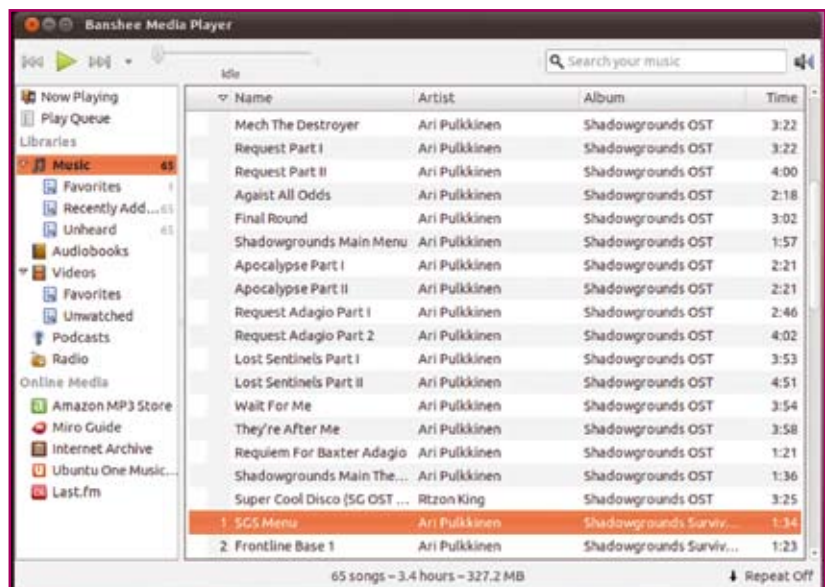 Banshee Media Player
Idle
Search your music
Now Playing
Play Queue
Libraries
Music 65
Favorites 1
Recently Add... 65
Unheard 65
Audiobooks
Videos
Favorites
Unwatched
Podcasts
Radio
Online Media
Amazon MP3 Store
Miro Guide
Internet Archive
Ubuntu One Music...
Last.fm
Name Artist Album Time
Mech The Destroyer Ari Pulkkinen Shadowgrounds OST 3:22
Request Part I Ari Pulkkinen Shadowgrounds OST 3:22
Request Part II Ari Pulkkinen Shadowgrounds OST 4:00
Agaist All Odds Ari Pulkkinen Shadowgrounds OST 2:18
Final Round Ari Pulkkinen Shadowgrounds OST 3:02
Shadowgrounds Main Menu Ari Pulkkinen Shadowgrounds OST 1:57
Apocalypse Part I Ari Pulkkinen Shadowgrounds OST 2:21
Apocalypse Part II Ari Pulkkinen Shadowgrounds OST 2:21
Request Adagio Part I Ari Pulkkinen Shadowgrounds OST 2:46
Request Adagio Part 2 Ari Pulkkinen Shadowgrounds OST 4:02
Lost Sentinels Part I Ari Pulkkinen Shadowgrounds OST 3:53
Lost Sentinels Part II Ari Pulkkinen Shadowgrounds OST 4:51
Wait For Me Ari Pulkkinen Shadowgrounds OST 3:54
They're After Me Ari Pulkkinen Shadowgrounds OST 3:58
Requiem For Baxter Adagio Ari Pulkkinen Shadowgrounds OST 1:21
Shadowgrounds Main The... Ari Pulkkinen Shadowgrounds OST 1:36
Super Cool Disco (SG OST ... Rtzon King Shadowgrounds OST 3:25
1 SGS Menu Ari Pulkkinen Shadowgrounds Surviv... 1:34
2 Frontline Base 1 Ari Pulkkinen Shadowgrounds Surviv... 1:23
65 songs – 3.4 hours – 327.2 MB
Repeat Off